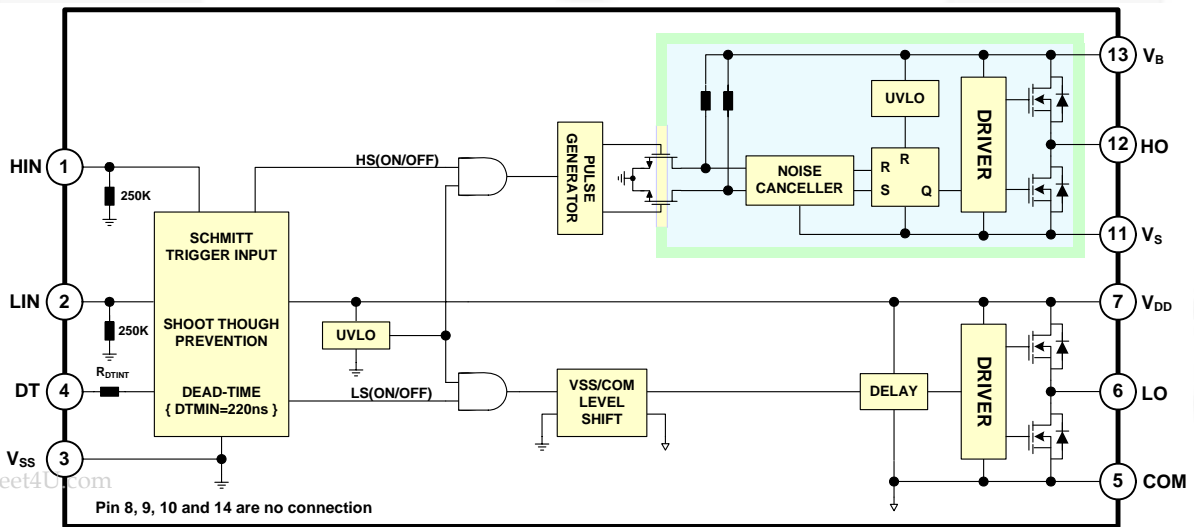 13
VB
UVLO
DRIVER
HIN
1
HS(ON/OFF)
PULSE
GENERATOR
12
HO
250K
NOISE
CANCELLER
R
R
S
Q
SCHMITT
TRIGGER INPUT
11
VS
LIN
2
7
VDD
250K
SHOOT THOUGH
PREVENTION
UVLO
DRIVER
RDTINT
DT
4
DEAD-TIME
{ DTMIN=220ns }
LS(ON/OFF)
VSS/COM
LEVEL
SHIFT
DELAY
6
LO
VSS
3
5
COM
eet4U.com
Pin 8, 9, 10 and 14 are no connection